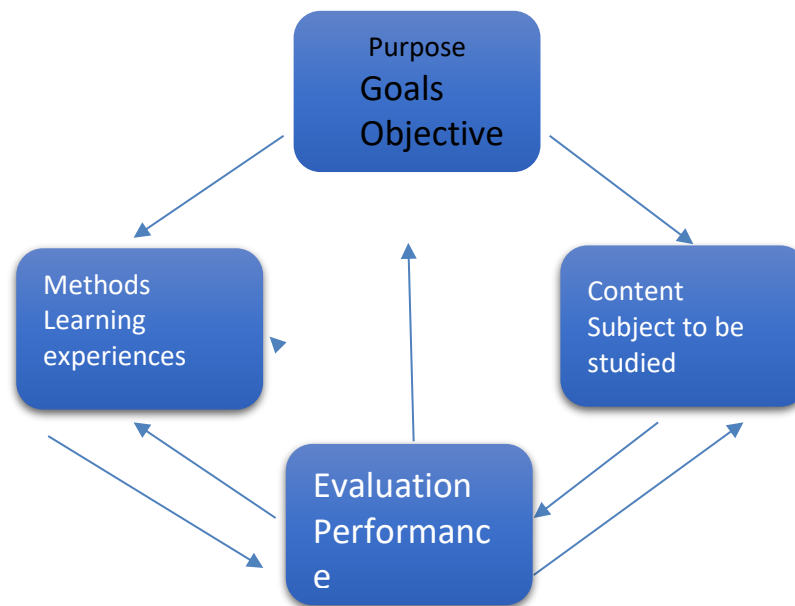 Purpose
Goals
Objective
Methods
Learning
experiences
Content
Subject to be
studied
Evaluation
Performanc
e